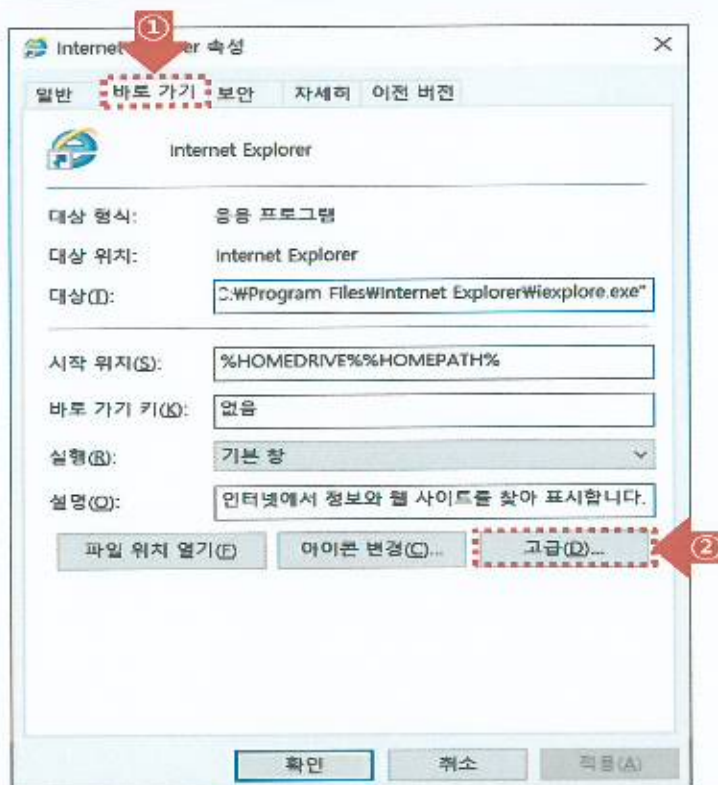 ①
Internet er 속성
일반 바로 가기 보안 자세히 이전 버전
Internet Explorer
대상 형식: 응용 프로그램
대상 위치: Internet Explorer
대상(T): C:₩Program Files₩Internet Explorer₩iexplore.exe"
시작 위치(S): %HOMEDRIVE%%HOMEPATH%
바로 가기 키(K): 없음
실행(R): 기본 창
설명(O): 인터넷에서 정보와 웹 사이트를 찾아 표시합니다.
파일 위치 열기(F) 아이콘 변경(C)... 고급(D)...
②
확인 취소 적용(A)